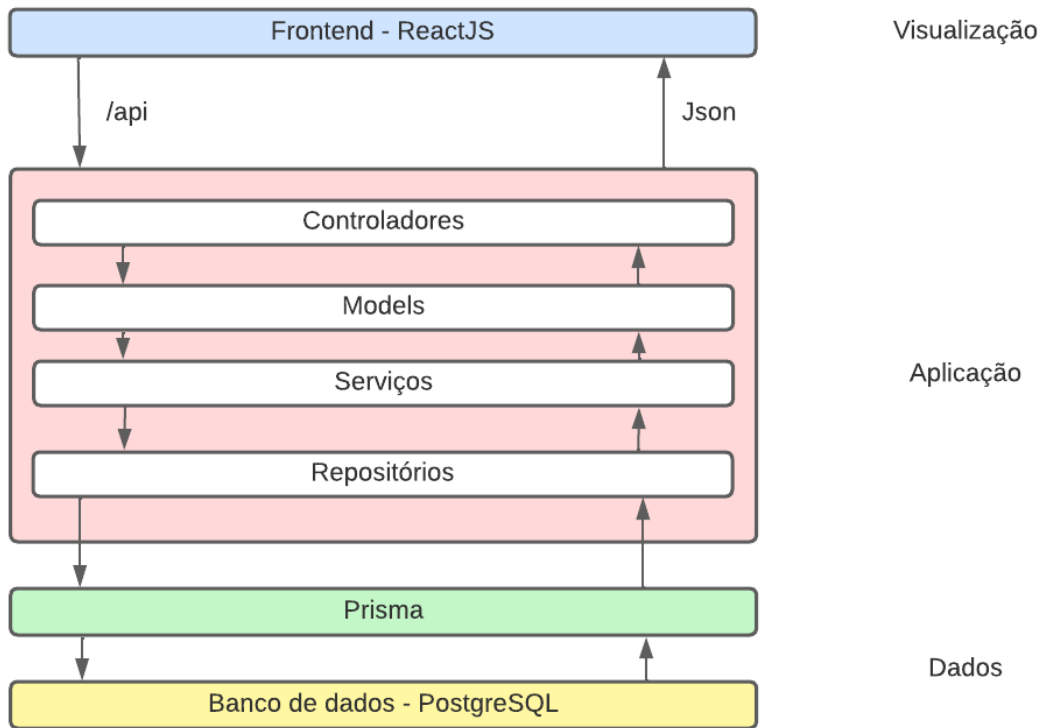 Frontend - ReactJS
Visualização
/api
Json
Controladores
Models
Serviços
Aplicação
Repositórios
Prisma
Dados
Banco de dados - PostgreSQL